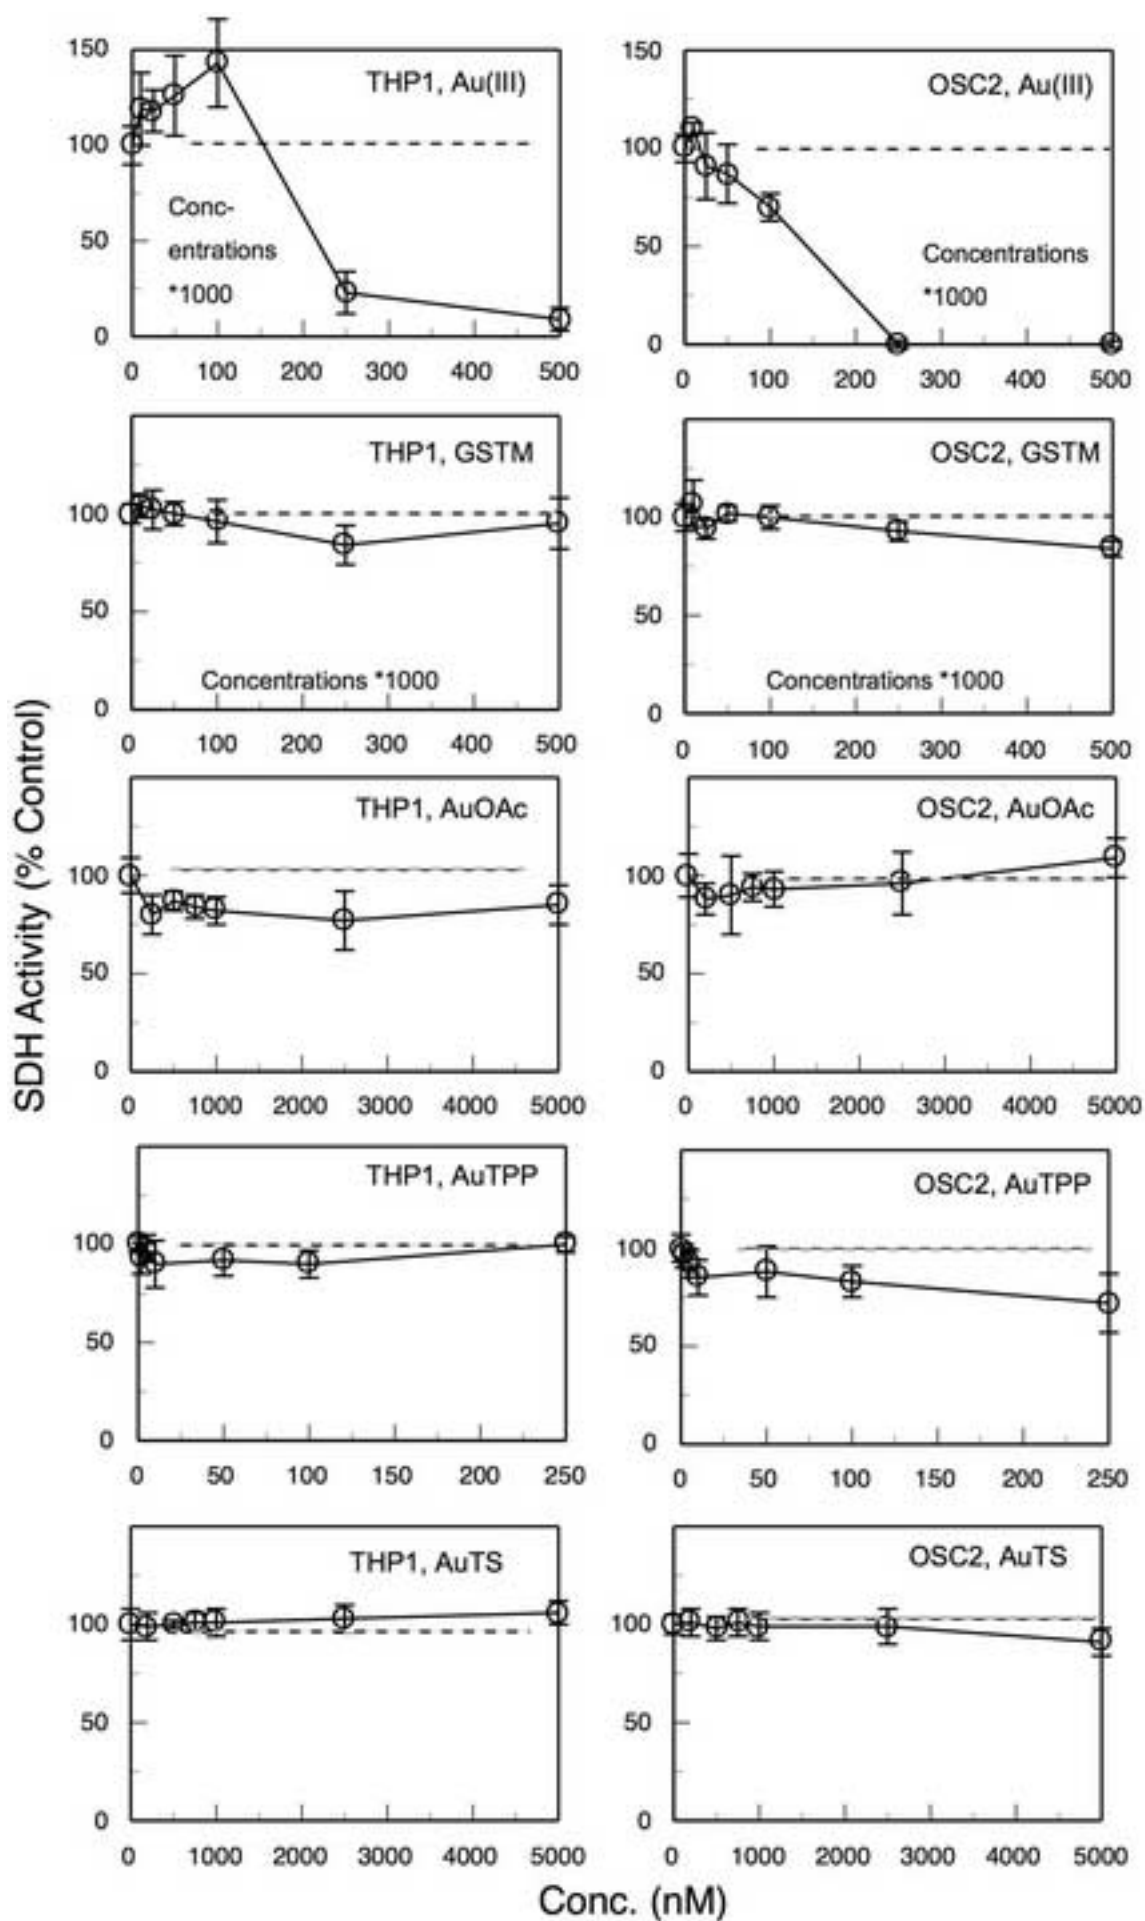 150
THP1, Au(III)
100
Conc-
entrations
*1000
50
0
0 100 200 300 400 500
150
OSC2, Au(III)
100
Concentrations
*1000
50
0
0 100 200 300 400 500
THP1, GSTM
100
50
Concentrations *1000
0
0 100 200 300 400 500
OSC2, GSTM
100
50
Concentrations *1000
0
0 100 200 300 400 500
SDH Activity (% Control)
THP1, AuOAc
100
50
0
0 1000 2000 3000 4000 5000
OSC2, AuOAc
100
50
0
0 1000 2000 3000 4000 5000
THP1, AuTPP
100
50
0
0 50 100 150 200 250
OSC2, AuTPP
100
50
0
0 50 100 150 200 250
THP1, AuTS
100
50
0
0 1000 2000 3000 4000 5000
OSC2, AuTS
100
50
0
0 1000 2000 3000 4000 5000
Conc. (nM)